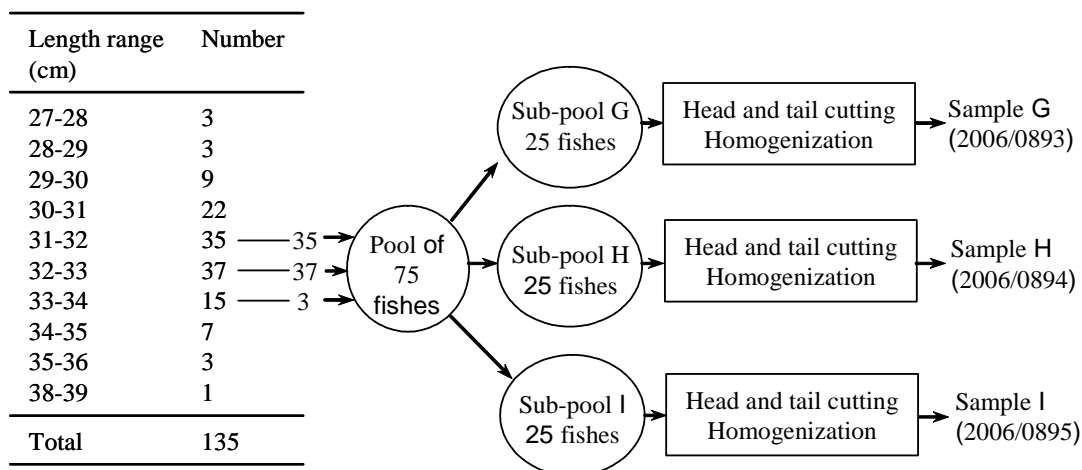 Length range Number
(cm)
27-28 3
28-29 3
29-30 9
30-31 22
31-32 35 35
32-33 37 37
33-34 15 3
34-35 7
35-36 3
38-39 1
Total 135
Pool of
75
fishes
Sub-pool G
25 fishes
Head and tail cutting
Homogenization
Sample G
(2006/0893)
Sub-pool H
25 fishes
Head and tail cutting
Homogenization
Sample H
(2006/0894)
Sub-pool I
25 fishes
Head and tail cutting
Homogenization
Sample I
(2006/0895)